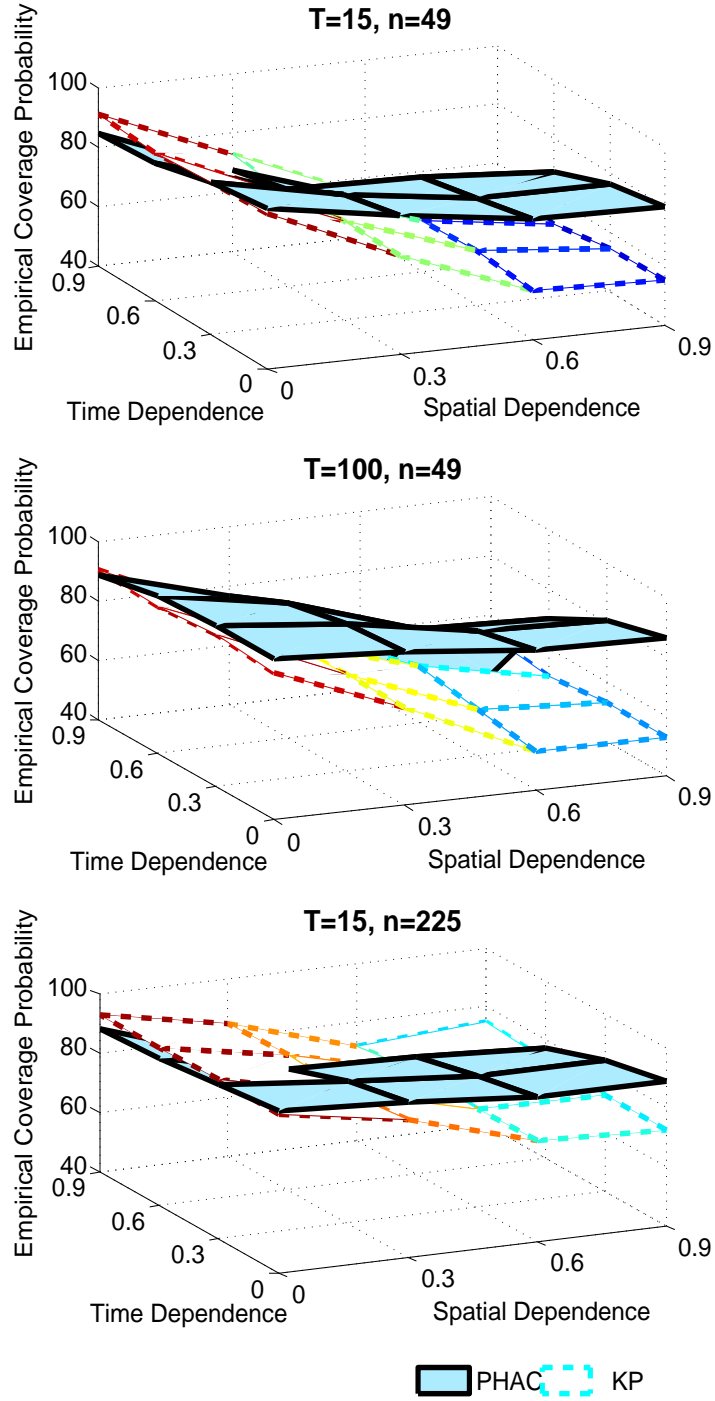 T=15, n=49
100
80
60
40
Empirical Coverage Probability
0.9
0.6
0.3
0
Time Dependence
0
0.3
0.6
0.9
Spatial Dependence
T=100, n=49
100
80
60
40
Empirical Coverage Probability
0.9
0.6
0.3
0
Time Dependence
0
0.3
0.6
0.9
Spatial Dependence
T=15, n=225
100
80
60
40
Empirical Coverage Probability
0.9
0.6
0.3
0
Time Dependence
0
0.3
0.6
0.9
Spatial Dependence
PHAC KP